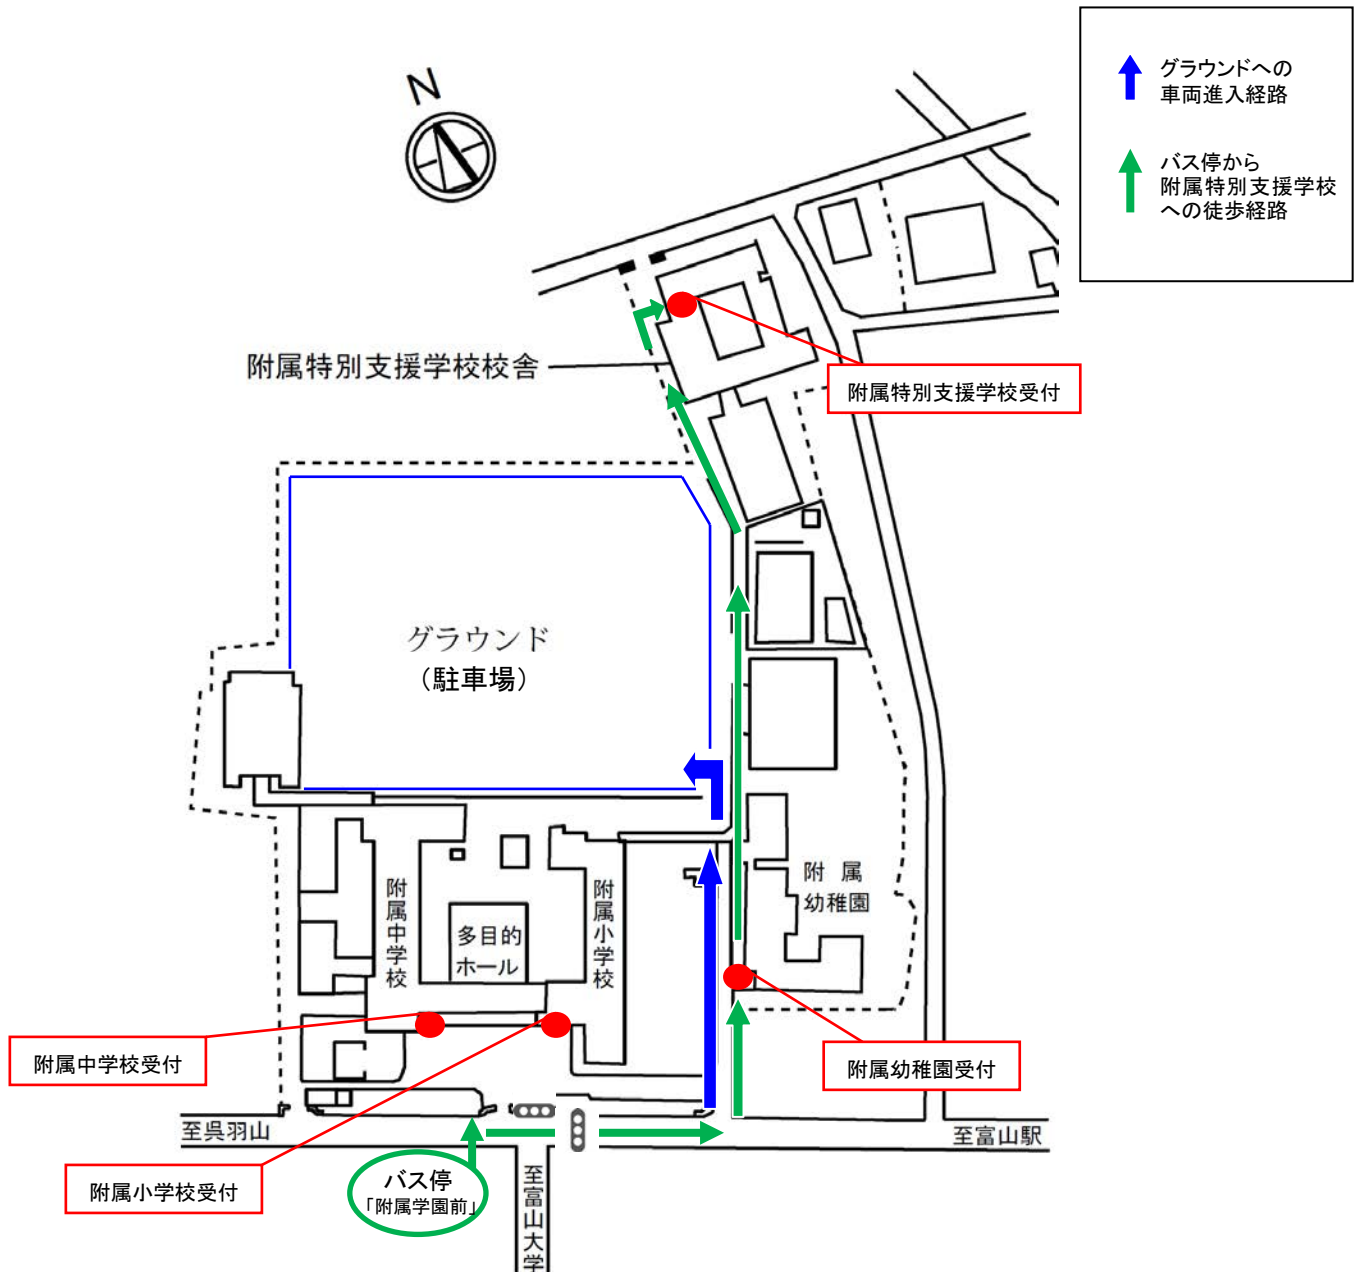 グラウンドへの
車両進入経路
バス停から
附属特別支援学校
への徒歩経路
N
附属特別支援学校校舎
附属特別支援学校受付
グラウンド
（駐車場）
附属中学校
多目的
ホール
附属小学校
附 属
幼稚園
附属中学校受付
附属幼稚園受付
至呉羽山
至富山駅
附属小学校受付
バス停
「附属学園前」
至富山大学